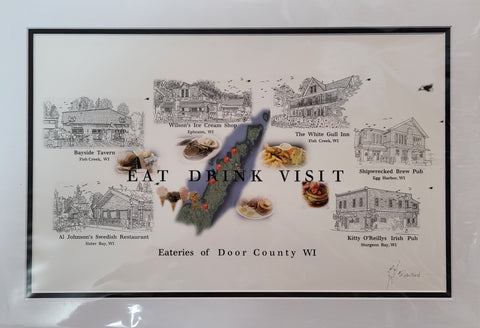 Wilson's Ice Cream Shop
Ephraim, WI
The White Gull Inn
Fish Creek, WI
Bayside Tavern
Fish Creek, WI
Shipwrecked Brew Pub
Egg Harbor, WI
EAT DRINK VISIT
Al Johnson's Swedish Restaurant
Sister Bay, WI
Kitty O'Reillys Irish Pub
Sturgeon Bay, WI
Eateries of Door County WI